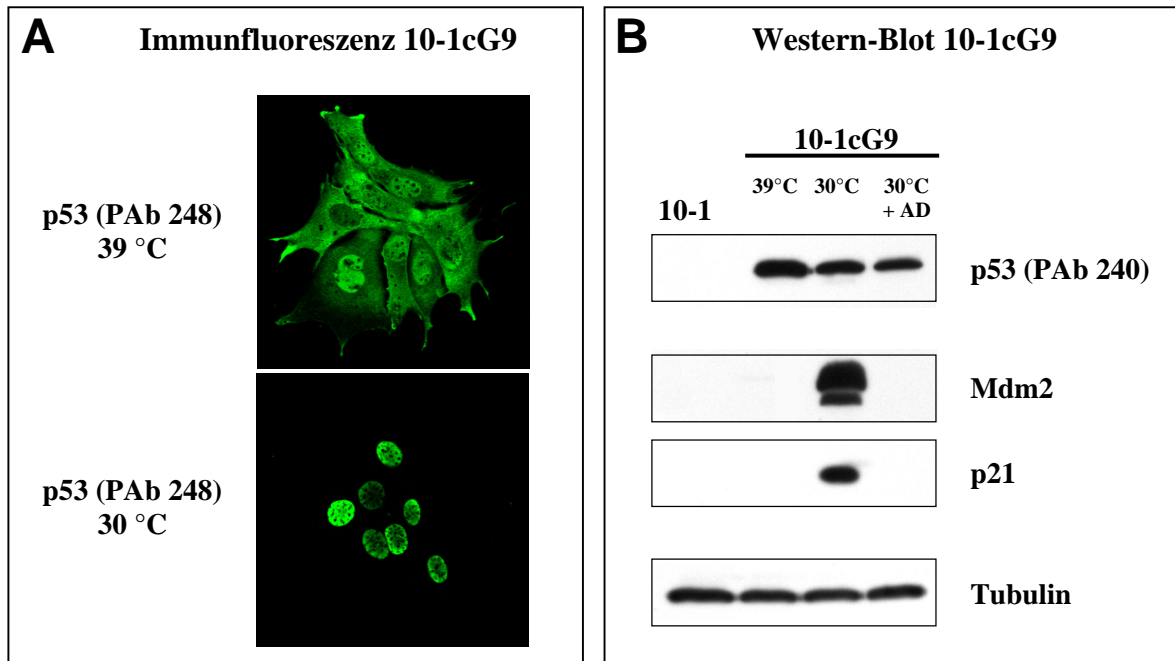 A
Immunfluoreszenz 10-1cG9
p53 (PAb 248)
39 °C
p53 (PAb 248)
30 °C
B
Western-Blot 10-1cG9
10-1cG9
10-1
39°C
30°C
30°C
+ AD
p53 (PAb 240)
Mdm2
p21
Tubulin